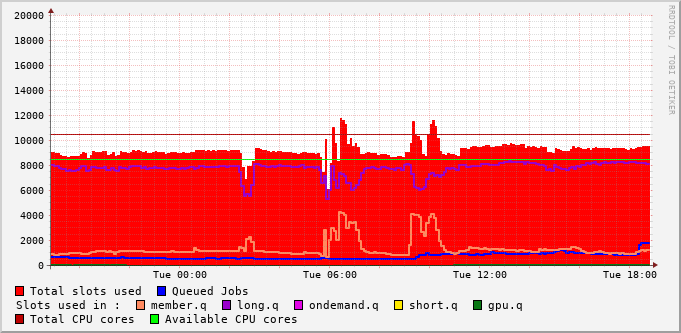 20000
18000
16000
14000
12000
10000
8000
6000
4000
2000
0
Tue 00:00 Tue 06:00 Tue 12:00 Tue 18:00
RRDTOOL / TOBI OETIKER
Total slots used Queued Jobs
Slots used in : member.q long.q ondemand.q short.q gpu.q
Total CPU cores Available CPU cores